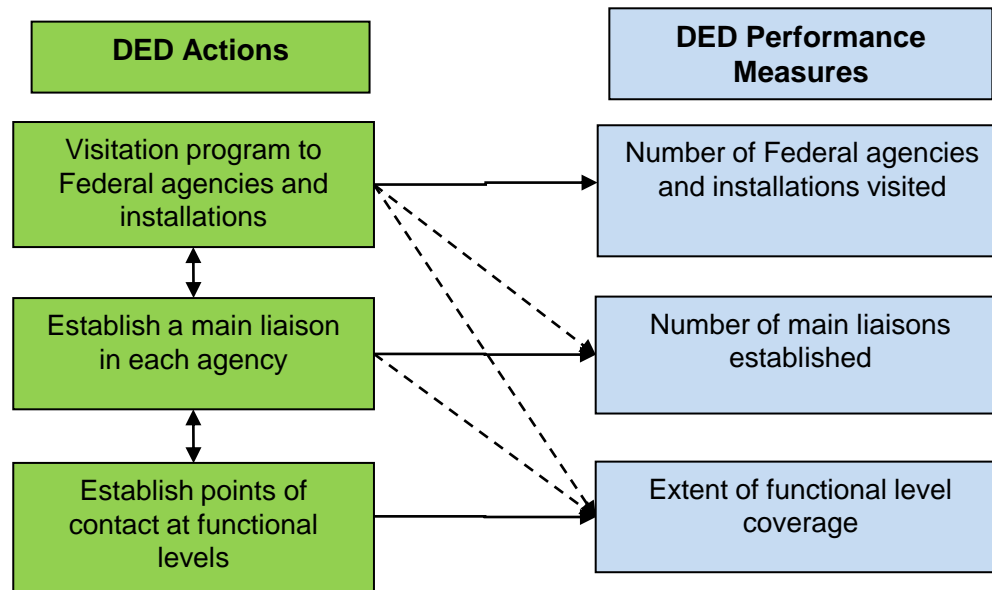 DED Actions
DED Performance
Measures
Visitation program to
Federal agencies and
installations
Number of Federal agencies
and installations visited
Establish a main liaison
in each agency
Number of main liaisons
established
Establish points of
contact at functional
levels
Extent of functional level
coverage